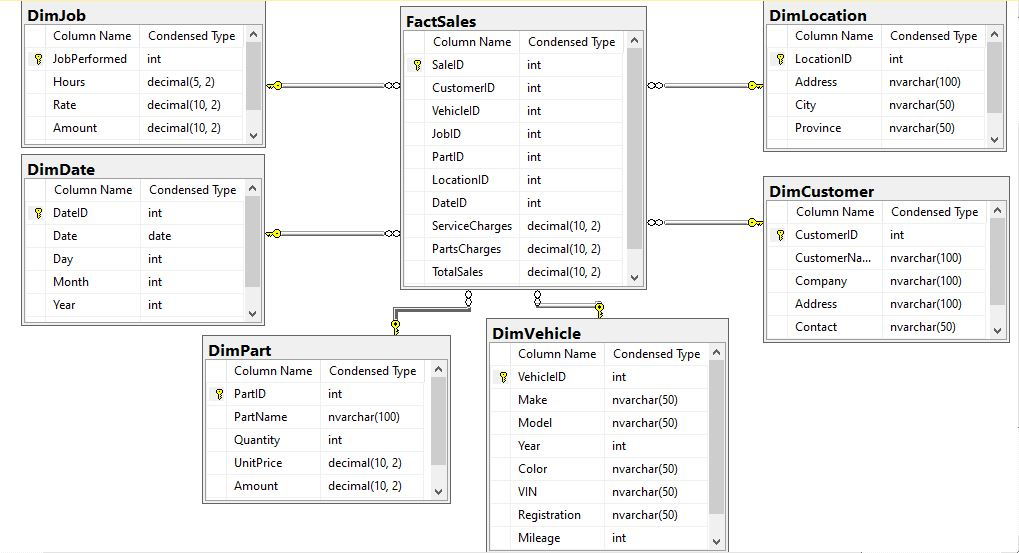 DimJob
Column Name Condensed Type
JobPerformed int
Hours decimal(5, 2)
Rate decimal(10, 2)
Amount decimal(10, 2)
FactSales
Column Name Condensed Type
SaleID int
CustomerID int
VehicleID int
JobID int
PartID int
LocationID int
DateID int
ServiceCharges decimal(10, 2)
PartsCharges decimal(10, 2)
TotalSales decimal(10, 2)
DimLocation
Column Name Condensed Type
LocationID int
Address nvarchar(100)
City nvarchar(50)
Province nvarchar(50)
DimDate
Column Name Condensed Type
DateID int
Date date
Day int
Month int
Year int
DimCustomer
Column Name Condensed Type
CustomerID int
CustomerNa... nvarchar(100)
Company nvarchar(100)
Address nvarchar(100)
Contact nvarchar(50)
DimPart
Column Name Condensed Type
PartID int
PartName nvarchar(100)
Quantity int
UnitPrice decimal(10, 2)
Amount decimal(10, 2)
DimVehicle
Column Name Condensed Type
VehicleID int
Make nvarchar(50)
Model nvarchar(50)
Year int
Color nvarchar(50)
VIN nvarchar(50)
Registration nvarchar(50)
Mileage int